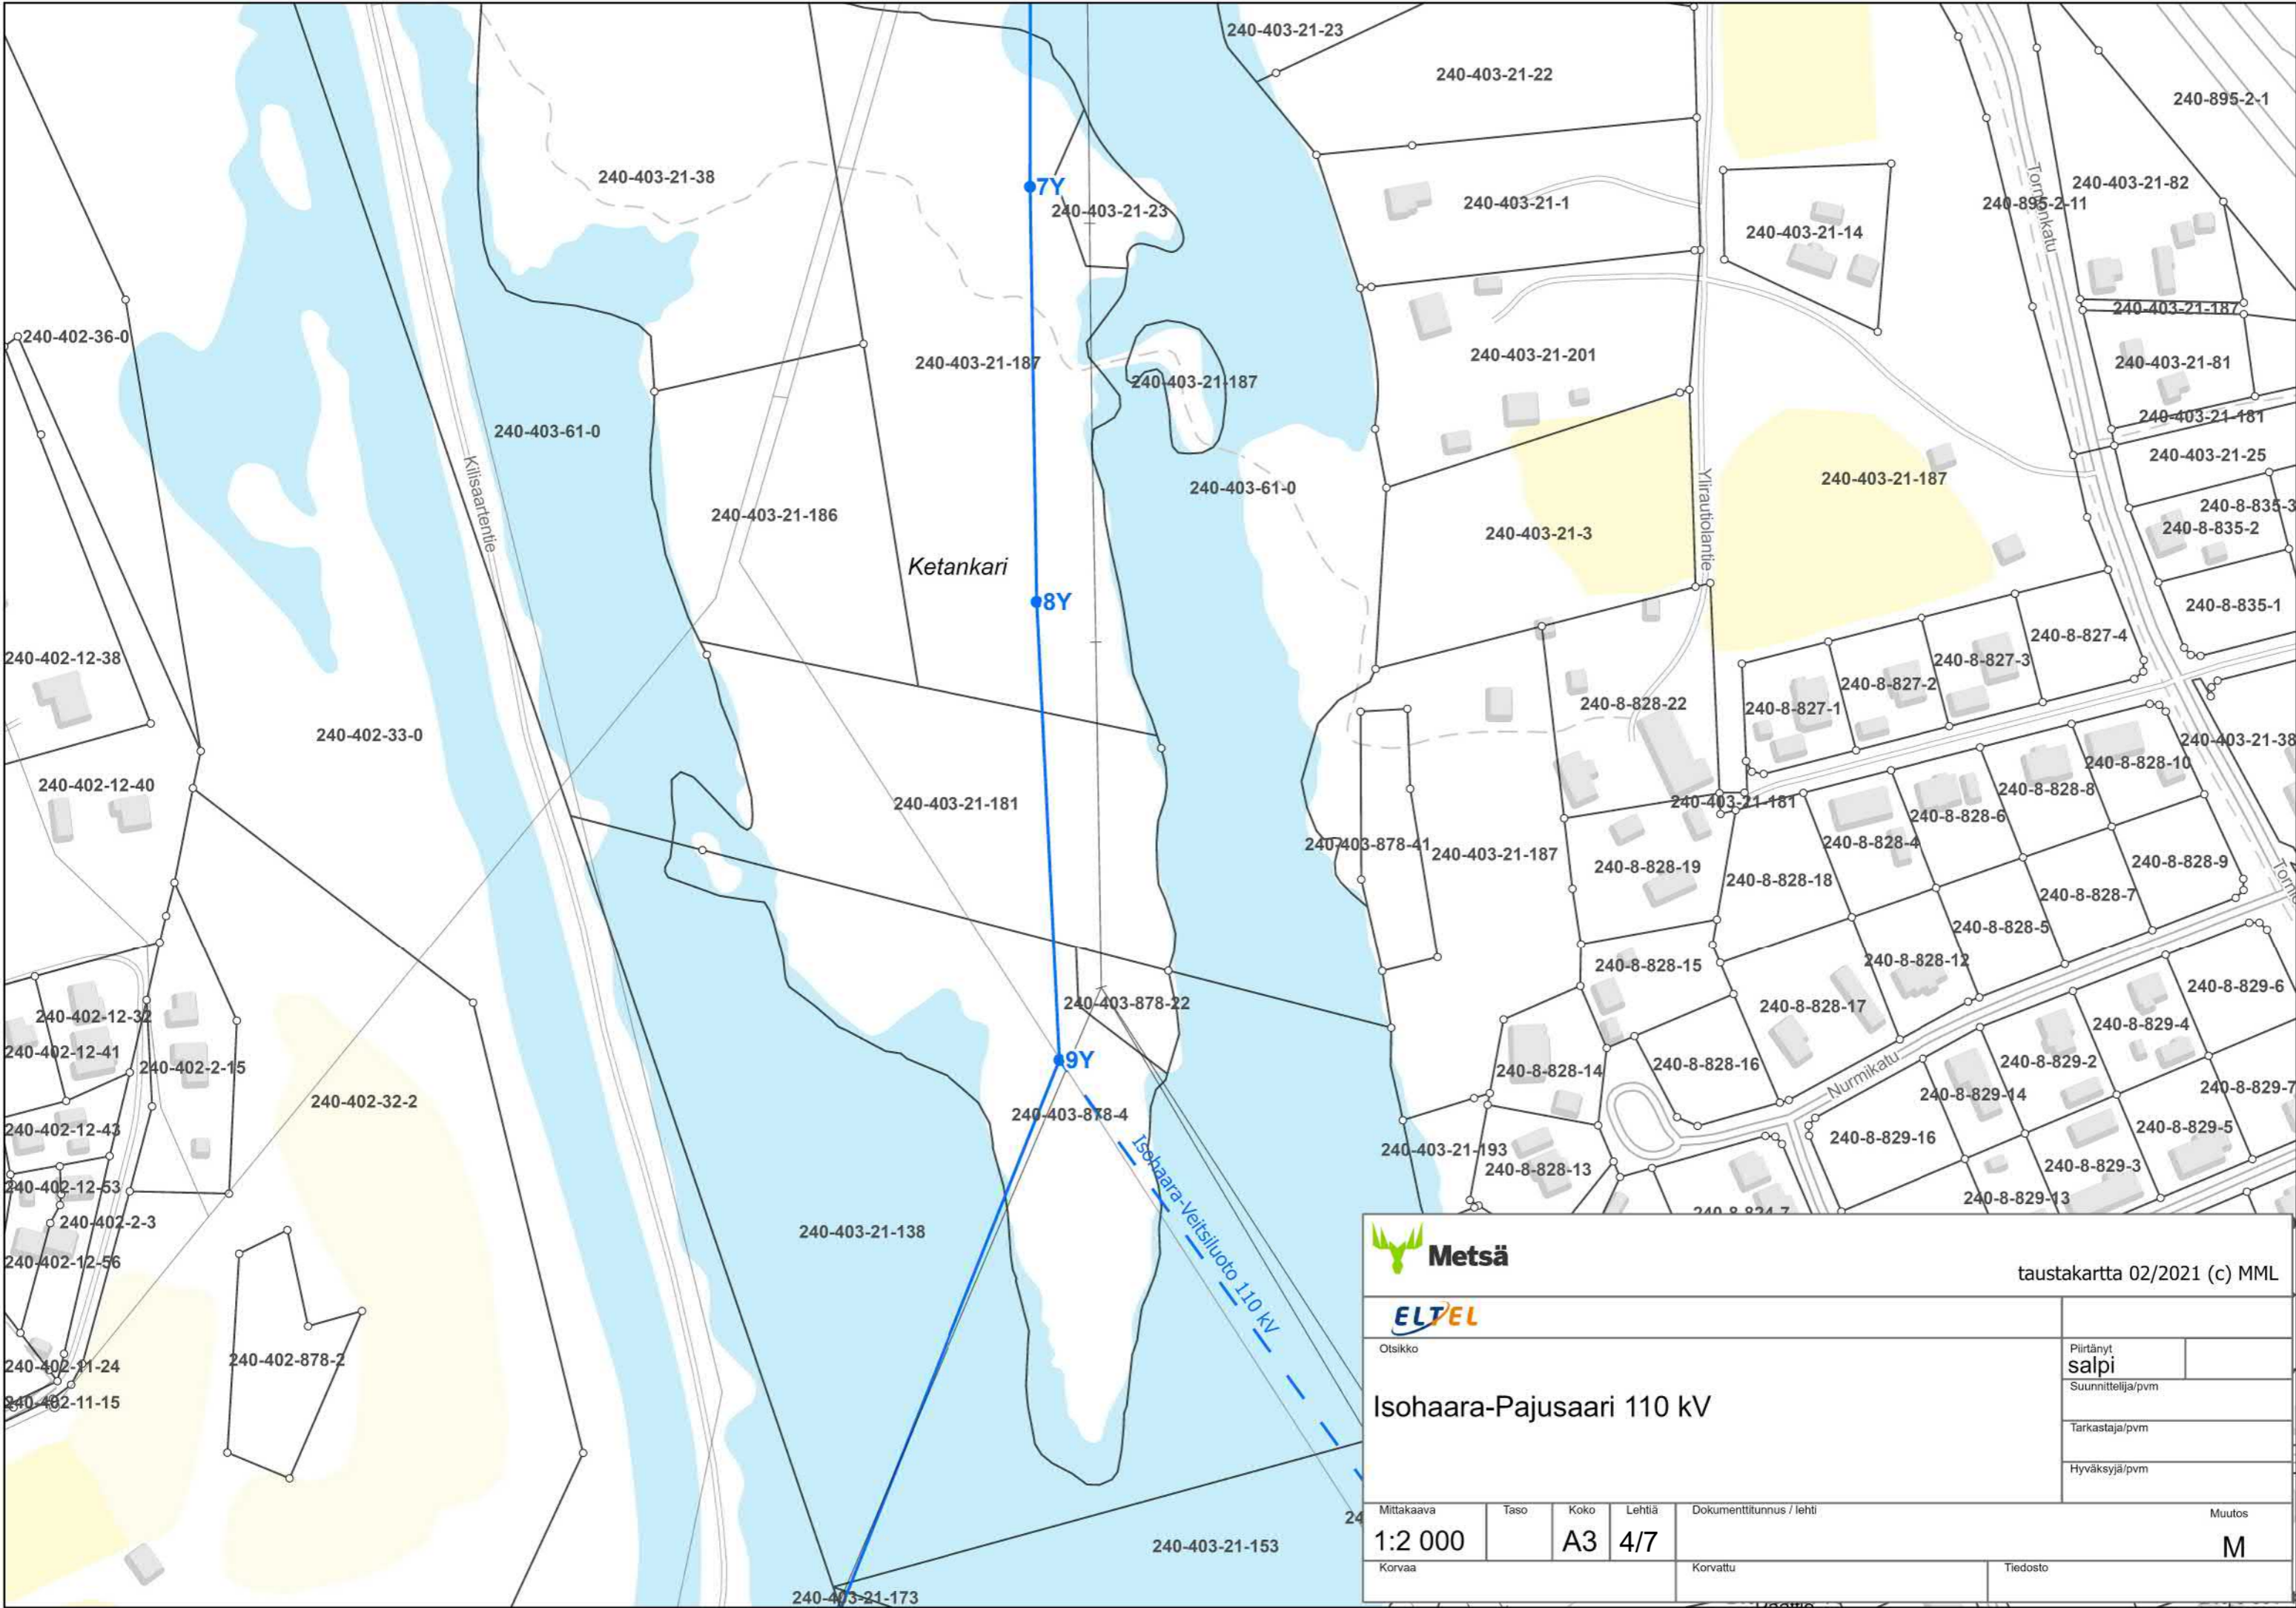 240-403-21-23
240-403-21-22
240-895-2-1
240-403-21-38
7Y
240-403-21-23
240-403-21-1
240-403-21-14
240-895-2-11
Tornionkatu
240-403-21-82
240-403-21-187
240-402-36-0
240-403-21-187
240-403-21-187
240-403-21-201
240-403-21-81
240-403-21-181
240-403-61-0
Kilisaartentie
240-403-61-0
240-403-21-25
240-403-21-187
240-8-835-3
240-8-835-2
240-403-21-186
240-403-21-3
Ylirautiolantie
Ketankari
8Y
240-8-835-1
240-8-827-4
240-402-12-38
240-8-827-3
240-8-827-2
240-8-827-1
240-8-828-22
240-402-33-0
240-403-21-38
240-8-828-10
240-402-12-40
240-403-21-181
240-403-21-181
240-8-828-8
240-8-828-6
240-8-828-4
240-403-878-41
240-403-21-187
240-8-828-19
240-8-828-18
240-8-828-9
240-8-828-7
240-8-828-5
240-8-828-15
240-8-828-12
240-403-878-22
240-8-828-17
240-8-829-6
240-402-12-32
240-402-12-41
240-402-2-15
9Y
240-8-829-4
240-8-829-2
240-8-828-14
240-8-828-16
Nurmikatu
240-8-829-7
240-8-829-14
240-402-32-2
240-403-878-4
240-402-12-43
240-8-829-16
240-8-829-5
240-403-21-193
240-8-828-13
240-8-829-3
240-402-12-53
240-8-829-13
240-402-2-3
240-403-21-138
Isohaara-Veitsiluoto 110 kV
240-8-824-7
240-402-12-56
240-402-11-24
240-402-878-2
240-402-11-15
240-403-21-153
240-403-21-173
Metsä
taustakartta 02/2021 (c) MML
ELTEL
Otsikko
Isohaara-Pajusaari 110 kV
Piirtänyt
salpi
Suunnittelija/pvm
Tarkastaja/pvm
Hyväksyjä/pvm
Mittakaava
1:2 000
Taso
Koko
A3
Lehtiä
4/7
Dokumenttitunnus / lehti
Muutos
M
Korvaa
Korvattu
Tiedosto